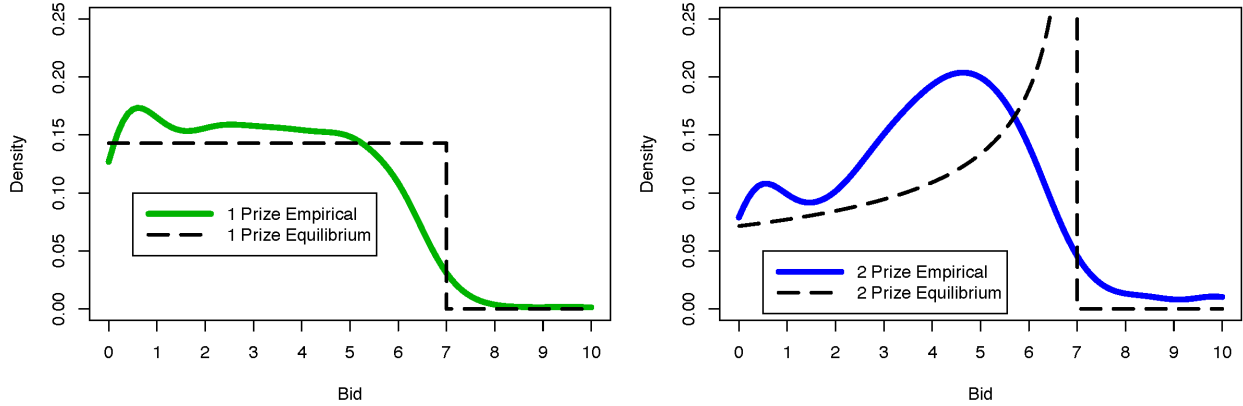 0.25
0.20
0.15
0.10
0.05
0.00
Density
1 Prize Empirical
1 Prize Equilibrium
0 1 2 3 4 5 6 7 8 9 10
Bid
0.25
0.20
0.15
0.10
0.05
0.00
Density
2 Prize Empirical
2 Prize Equilibrium
0 1 2 3 4 5 6 7 8 9 10
Bid